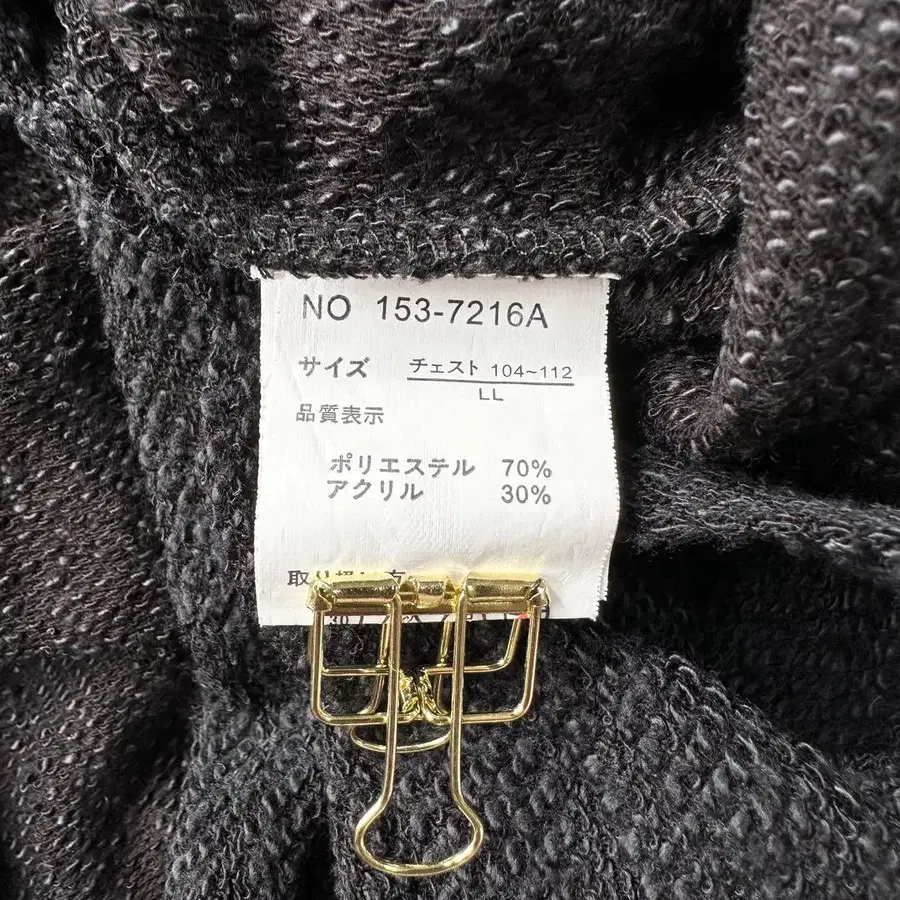 NO 153-7216A
サイズ チェスト 104~112
LL
品質表示
ポリエステル 70%
アクリル 30%